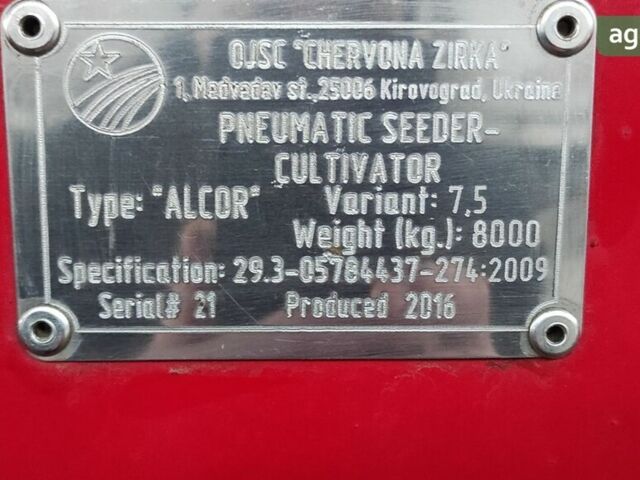 OJSC "CHERVONA ZIRKA"
1, Medvedev st., 25006 Kirovograd, Ukraine
PNEUMATIC SEEDER-
CULTIVATOR
Type: "ALCOR" Variant: 7,5
Weight (kg.): 8000
Specification: 29.3-05784437-274:2009
Serial# 21 Produced 2016
ag